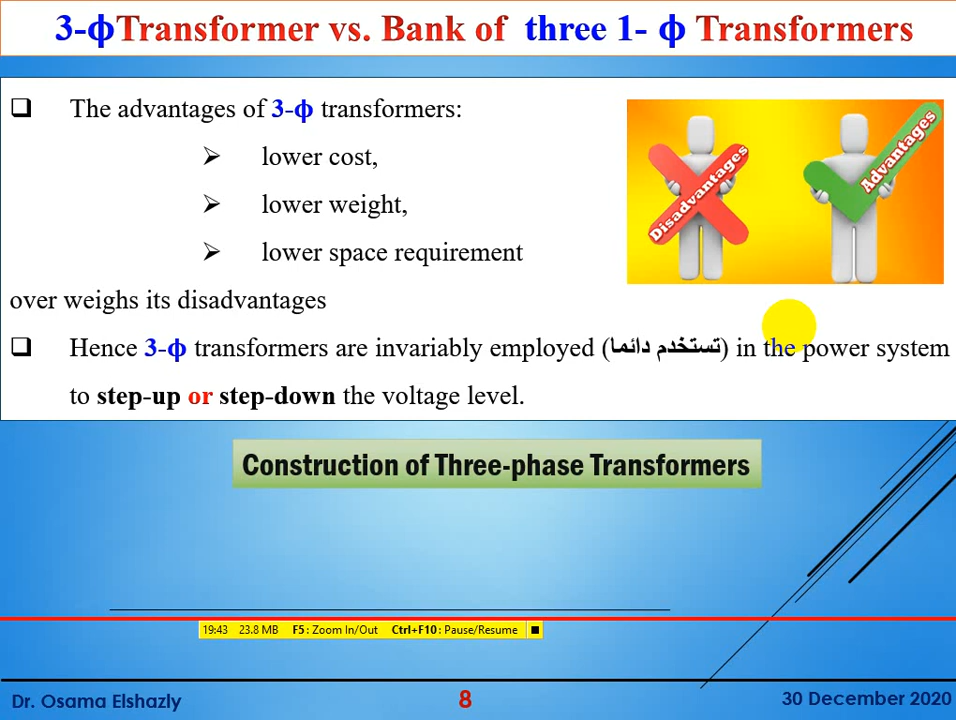 3-ϕTransformer vs. Bank of three 1- ϕ Transformers
❑ The advantages of 3-ϕ transformers:
➢ lower cost,
➢ lower weight,
➢ lower space requirement
Disadvantages
Advantages
over weighs its disadvantages
❑ Hence 3-ϕ transformers are invariably employed (تستخدم دائما) in the power system
to step-up or step-down the voltage level.
Construction of Three-phase Transformers
19:43 23.8 MB F5: Zoom In/Out Ctrl+F10: Pause/Resume
Dr. Osama Elshazly 8 30 December 2020